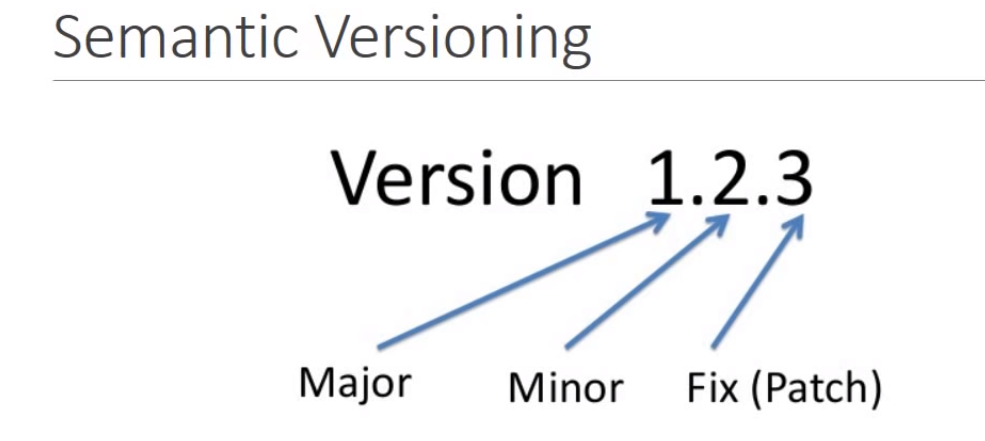 Semantic Versioning
Version 1.2.3
Major Minor Fix (Patch)